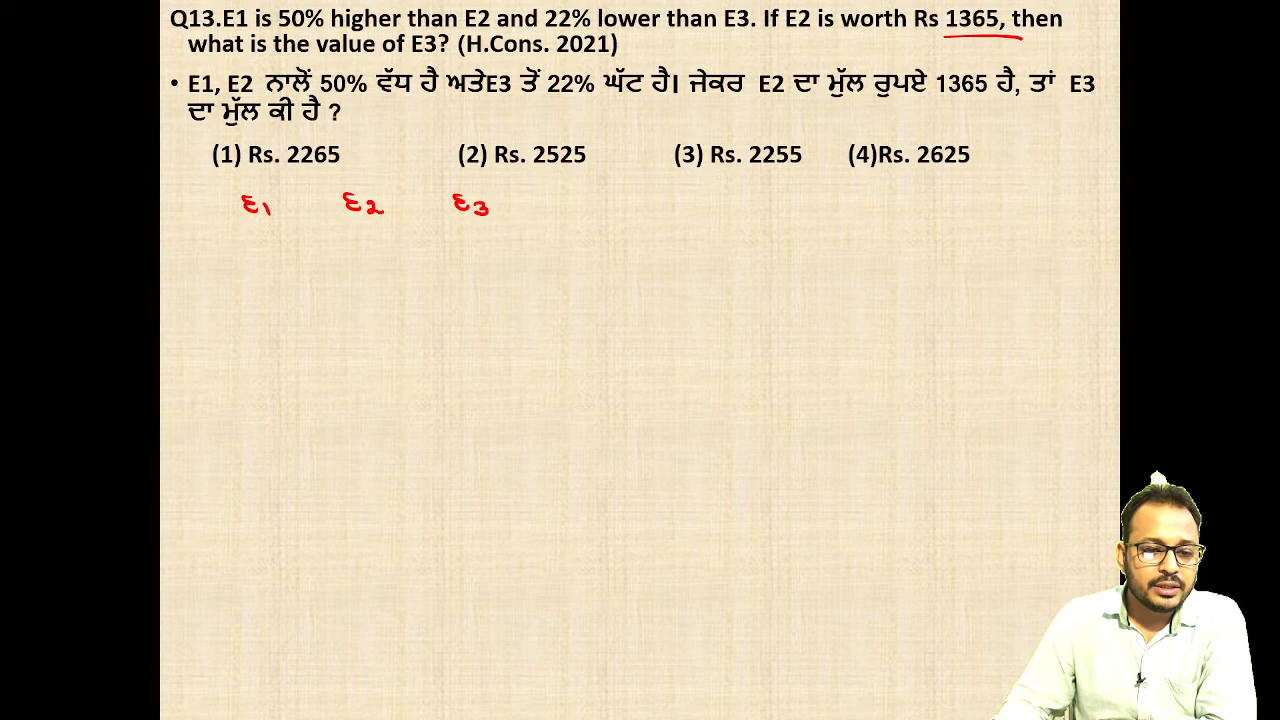 Q13.E1 is 50% higher than E2 and 22% lower than E3. If E2 is worth Rs 1365, then
what is the value of E3? (H.Cons. 2021)
• E1, E2 ਨਾਲੋਂ 50% ਵੱਧ ਹੈ ਅਤੇE3 ਤੋਂ 22% ਘੱਟ ਹੈ। ਜੇਕਰ E2 ਦਾ ਮੁੱਲ ਰੁਪਏ 1365 ਹੈ, ਤਾਂ E3
ਦਾ ਮੁੱਲ ਕੀ ਹੈ ?
(1) Rs. 2265 (2) Rs. 2525 (3) Rs. 2255 (4)Rs. 2625
E1 E2 E3